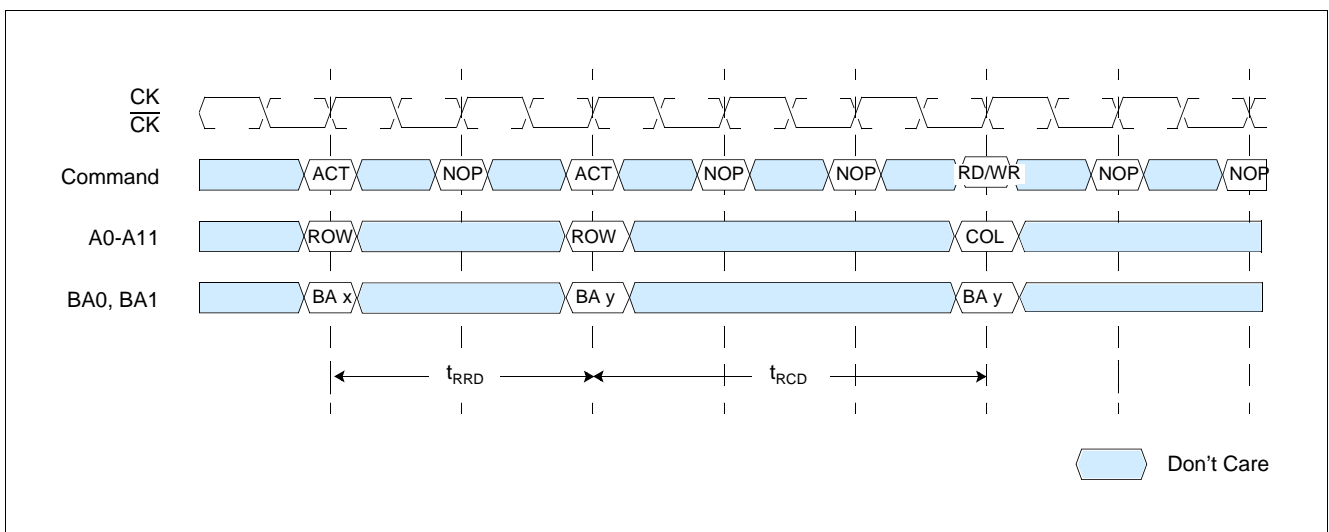 CK
CK
Command ACT NOP ACT NOP NOP RD/WR NOP NOP
A0-A11 ROW ROW COL
BA0, BA1 BA x BA y BA y
tRRD tRCD
Don't Care